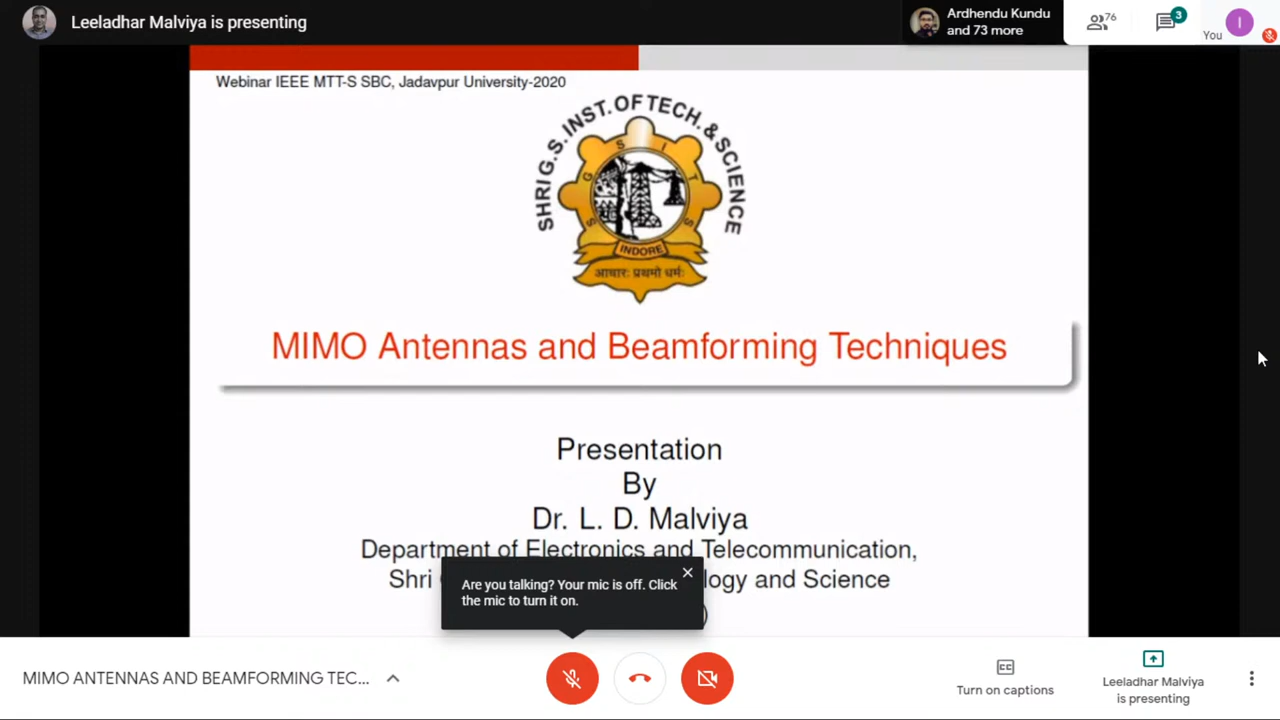 Leeladhar Malviya is presenting
Ardhendu Kundu
and 73 more
76
3
I
You
Webinar IEEE MTT-S SBC, Jadavpur University-2020
SHRI G.S. INST. OF TECH. & SCIENCE
S G S I T S
INDORE
आचारः प्रथमो धर्मः
MIMO Antennas and Beamforming Techniques
Presentation
By
Dr. L. D. Malviya
Department of Electronics and Telecommunication,
Shri logy and Science
)
Are you talking? Your mic is off. Click
the mic to turn it on.
MIMO ANTENNAS AND BEAMFORMING TEC...
CC
Turn on captions
Leeladhar Malviya
is presenting